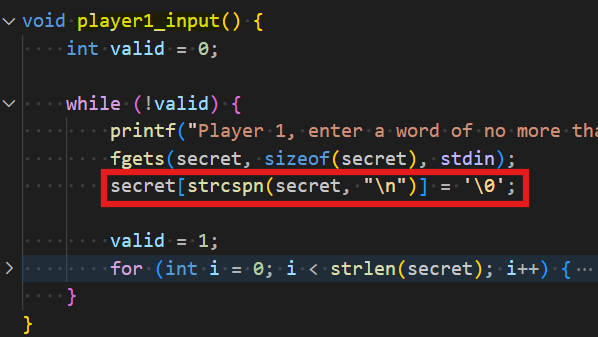 void player1_input() {
int valid = 0;
while (!valid) {
printf("Player 1, enter a word of no more
fgets(secret, sizeof(secret), stdin);
secret[strcspn(secret, "\n")] = '\0';
valid = 1;
for (int i = 0; i < strlen(secret); i++) { ...
}
}